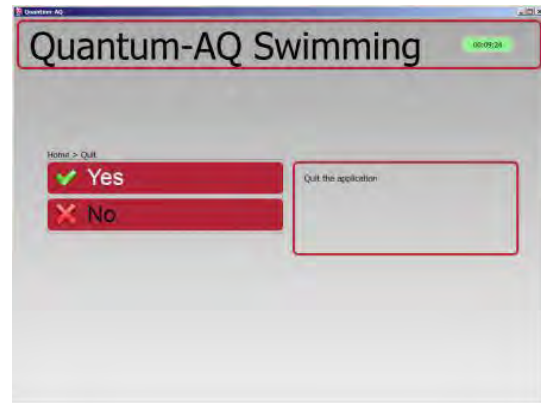 Quantum-AQ
Quantum-AQ Swimming
00:09:24
Home > Quit
Yes
No
Quit the application